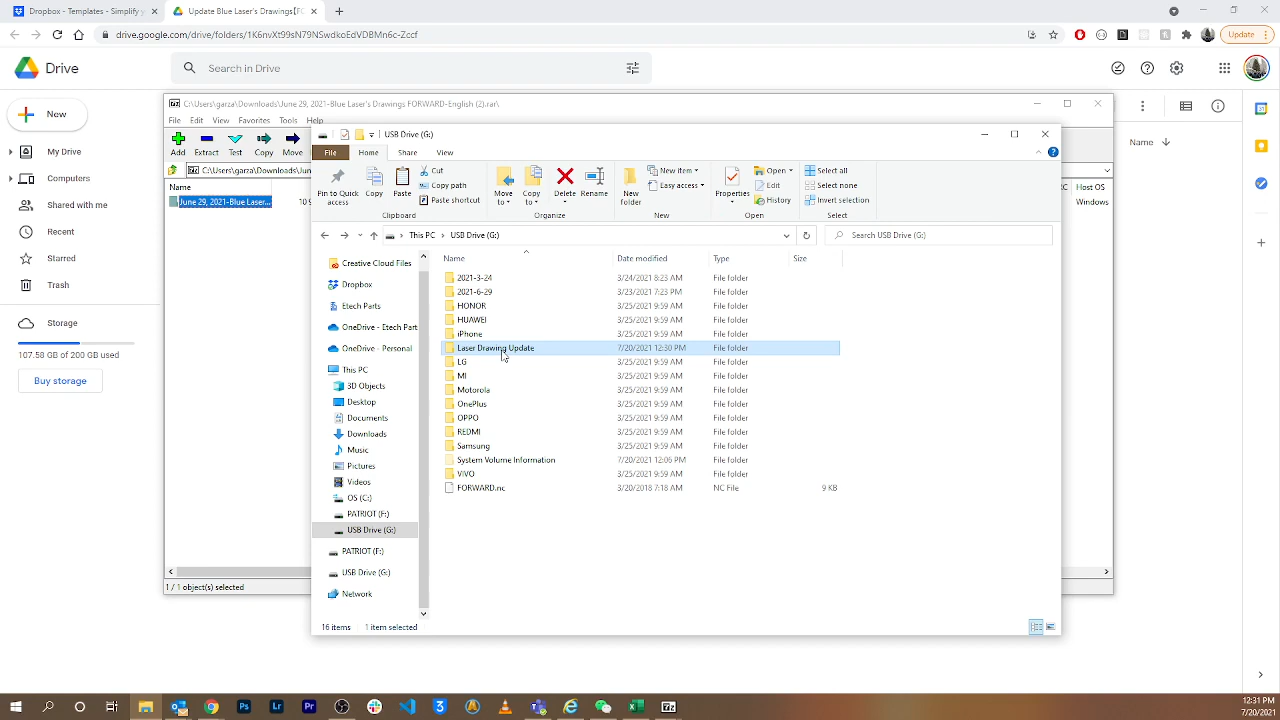 Dropbox - Templates - Simplify y
Update Blue Laser's Drawings【FC
drive.google.com/drive/folders/1K6nvXt99sN79NSwdkoEdVDBMn6c-Zccf
Update
Drive
Search in Drive
New
My Drive
Computers
Shared with me
Recent
Starred
Trash
Storage
107.58 GB of 200 GB used
Buy storage
Name
C:\Users\garza\Downloads\June 29, 2021-Blue Laser's Drawings FORWARD-English (2).rar\
File Edit View Favorites Tools Help
Add Extract Test Copy Move
C:\Users\garza\Downloads\Jun
Name
Host OS
June 29, 2021-Blue Laser...
10 9
Windows
1 / 1 object(s) selected
USB Drive (G:)
File Home Share View
Pin to Quick access
Copy
Paste
Cut
Copy path
Paste shortcut
Clipboard
Move to
Copy to
Delete
Rename
Organize
New folder
New item
Easy access
New
Properties
Open
Edit
History
Open
Select all
Select none
Invert selection
Select
This PC > USB Drive (G:)
Search USB Drive (G:)
Creative Cloud Files
Dropbox
Etech Parts
OneDrive - Etech Part
OneDrive - Personal
This PC
3D Objects
Desktop
Documents
Downloads
Music
Pictures
Videos
OS (C:)
PATRIOT (F:)
USB Drive (G:)
PATRIOT (F:)
USB Drive (G:)
Network
Name Date modified Type Size
2021-3-24 3/24/2021 8:23 AM File folder
2021-6-29 3/23/2021 7:23 PM File folder
HONOR 3/25/2021 9:59 AM File folder
HUAWEI 3/25/2021 9:59 AM File folder
iPhone 3/25/2021 9:59 AM File folder
Laser Drawing Update 7/20/2021 12:30 PM File folder
LG 3/25/2021 9:59 AM File folder
MI 3/25/2021 9:59 AM File folder
Motorola 3/25/2021 9:59 AM File folder
OnePlus 3/25/2021 9:59 AM File folder
OPPO 3/25/2021 9:59 AM File folder
REDMI 3/25/2021 9:59 AM File folder
Samsung 3/25/2021 9:59 AM File folder
System Volume Information 7/20/2021 12:06 PM File folder
VIVO 3/25/2021 9:59 AM File folder
FORWARD.nc 3/20/2018 7:18 AM NC File 9 KB
16 items 1 item selected
12:31 PM
7/20/2021